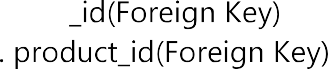 _id(Foreign Key)
. product_id(Foreign Key)